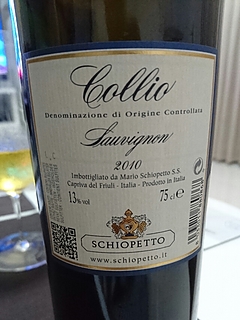 Collio
Denominazione di Origine Controllata
Sauvignon
2010
Imbottigliato da Mario Schiopetto S.S.
Capriva del Friuli - Italia - Prodotto in Italia
13% vol
75 cl e
SCHIOPETTO
www.schiopetto.it